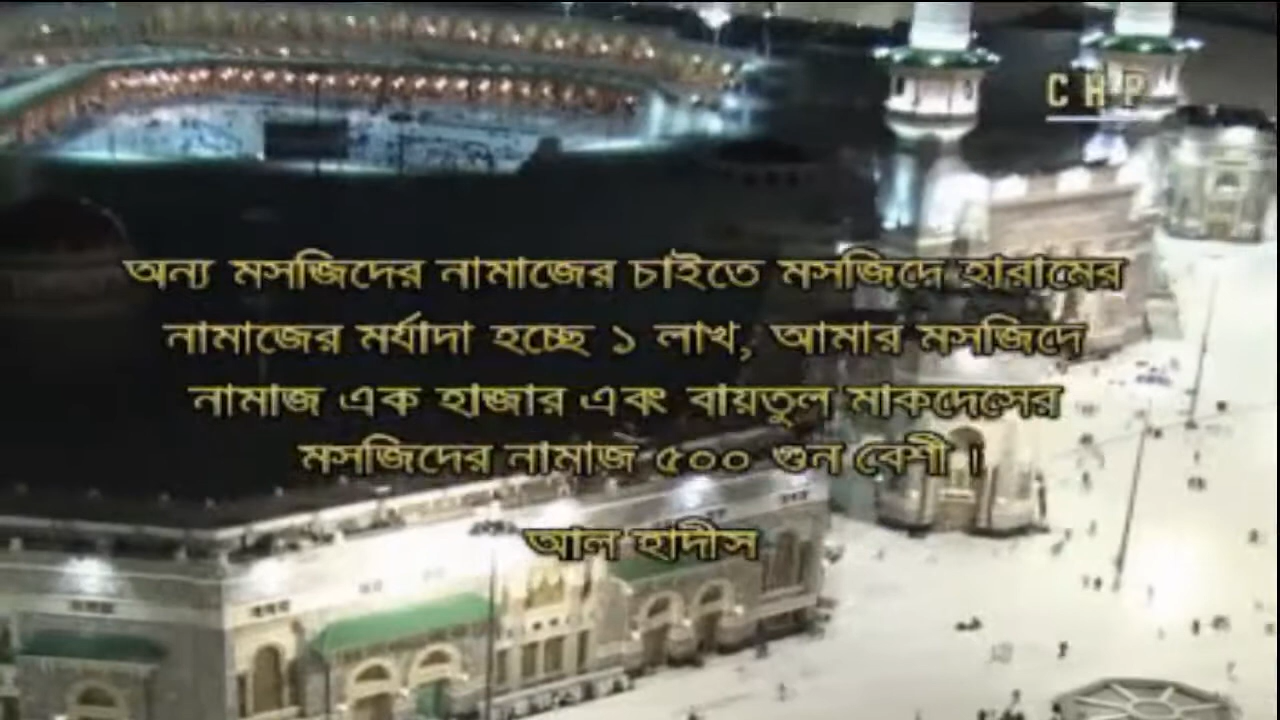 CHP
অন্য মসজিদের নামাজের চাইতে মসজিদে হারামের
নামাজের মর্যাদা হচ্ছে ১ লাখ, আমার মসজিদে
নামাজ এক হাজার এবং বায়তুল মাকদেসের
মসজিদের নামাজ ৫০০ গুন বেশী।
আল হাদীস